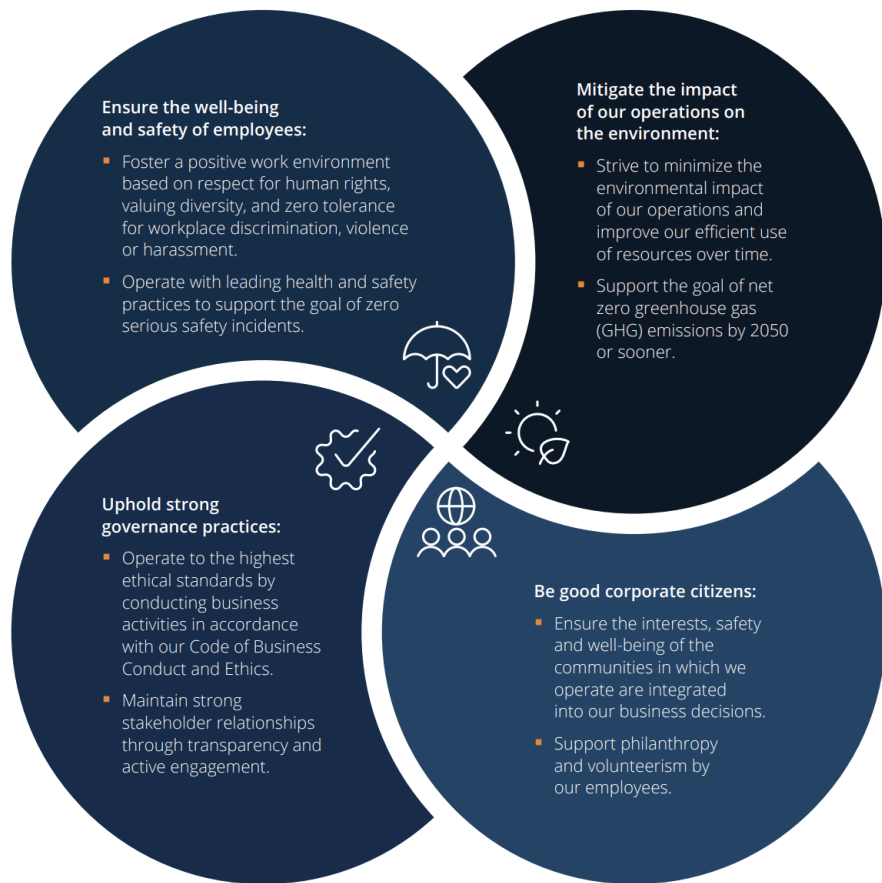 Ensure the well-being
and safety of employees:
▪ Foster a positive work environment
based on respect for human rights,
valuing diversity, and zero tolerance
for workplace discrimination, violence
or harassment.
▪ Operate with leading health and safety
practices to support the goal of zero
serious safety incidents.
Mitigate the impact
of our operations on
the environment:
▪ Strive to minimize the
environmental impact
of our operations and
improve our efficient use
of resources over time.
▪ Support the goal of net
zero greenhouse gas
(GHG) emissions by 2050
or sooner.
Uphold strong
governance practices:
▪ Operate to the highest
ethical standards by
conducting business
activities in accordance
with our Code of Business
Conduct and Ethics.
▪ Maintain strong
stakeholder relationships
through transparency and
active engagement.
Be good corporate citizens:
▪ Ensure the interests, safety
and well-being of the
communities in which we
operate are integrated
into our business decisions.
▪ Support philanthropy
and volunteerism by
our employees.